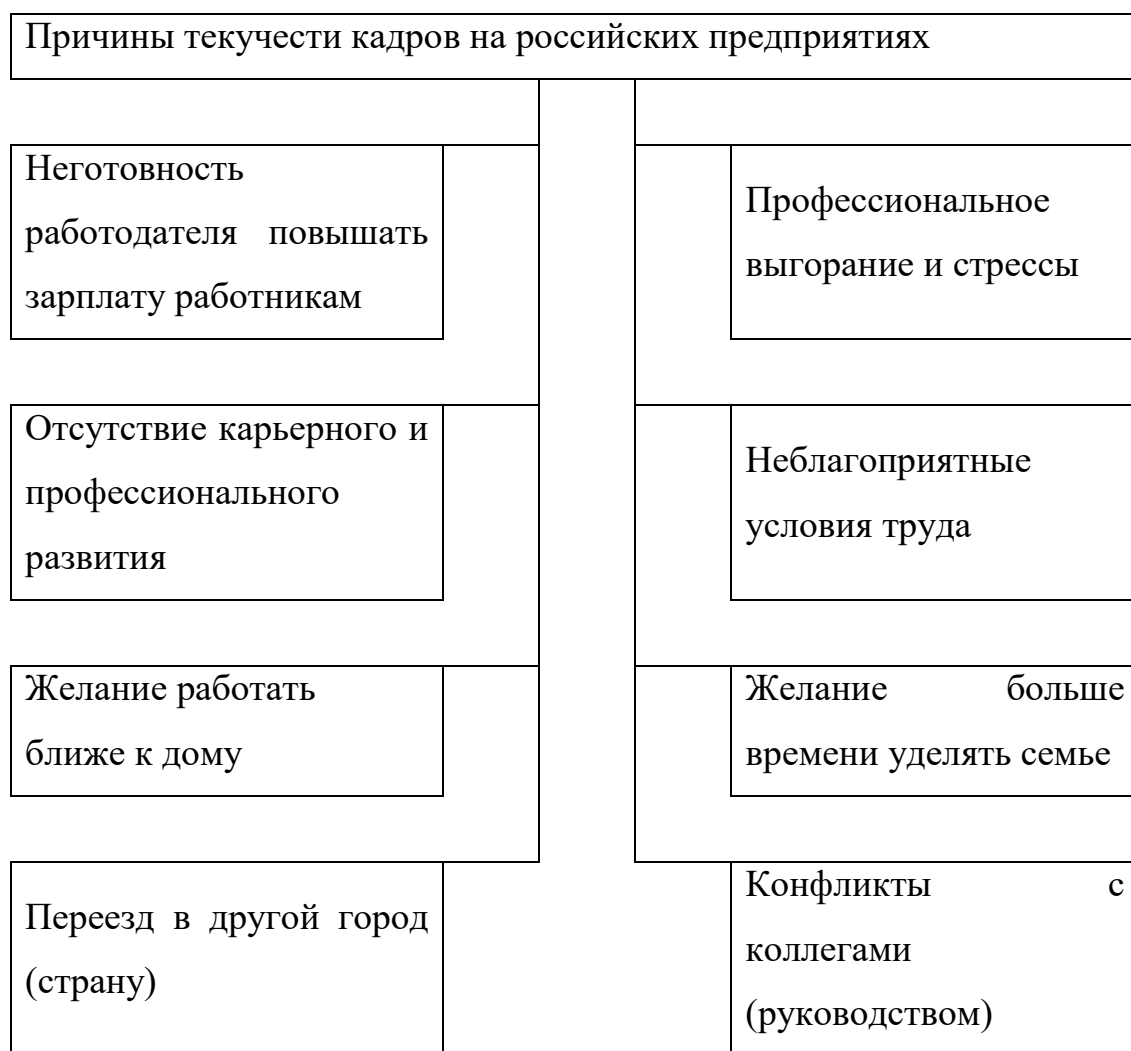 Причины текучести кадров на российских предприятиях
Неготовность
работодателя повышать
зарплату работникам
Профессиональное
выгорание и стрессы
Отсутствие карьерного и
профессионального
развития
Неблагоприятные
условия труда
Желание работать
ближе к дому
Желание больше
времени уделять семье
Переезд в другой город
(страну)
Конфликты с
коллегами
(руководством)